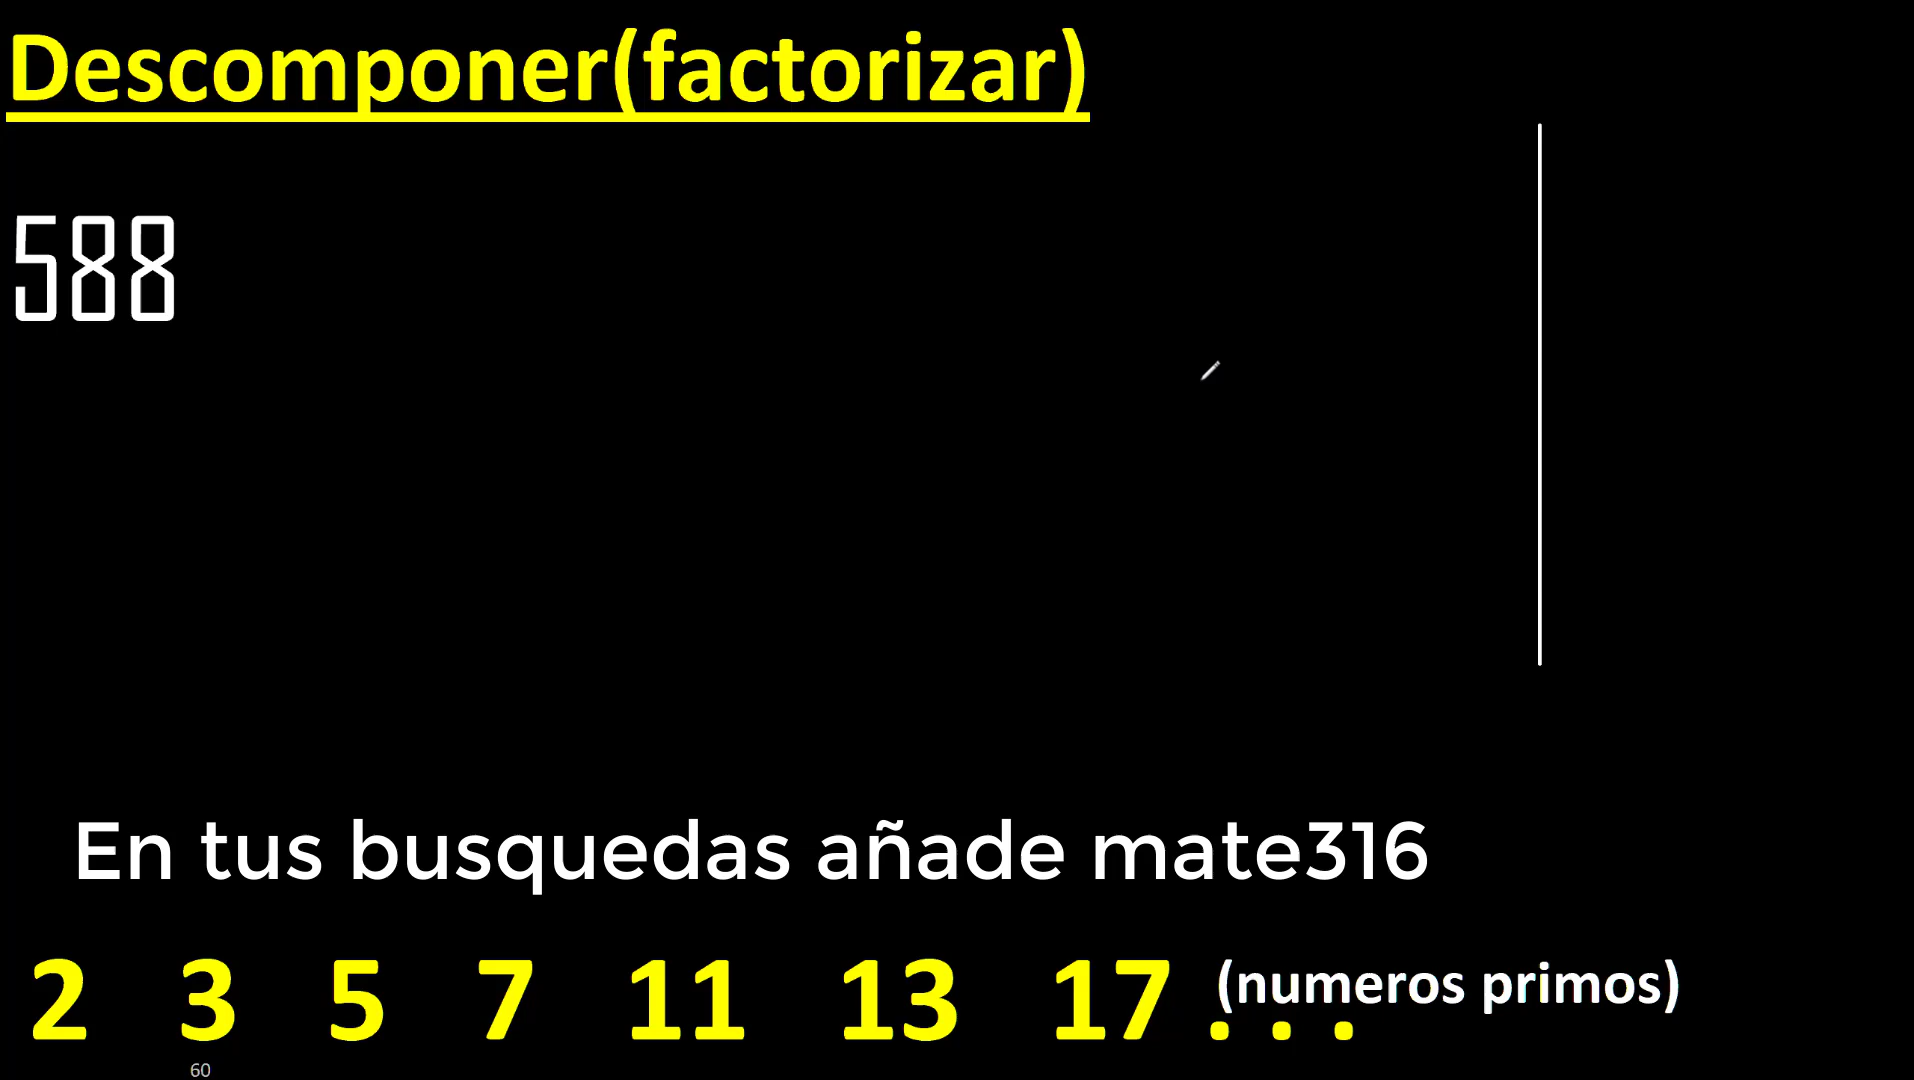 Descomponer(factorizar)
588
En tus busquedas añade mate316
2 3 5 7 11 13 17 . . . (numeros primos)
60